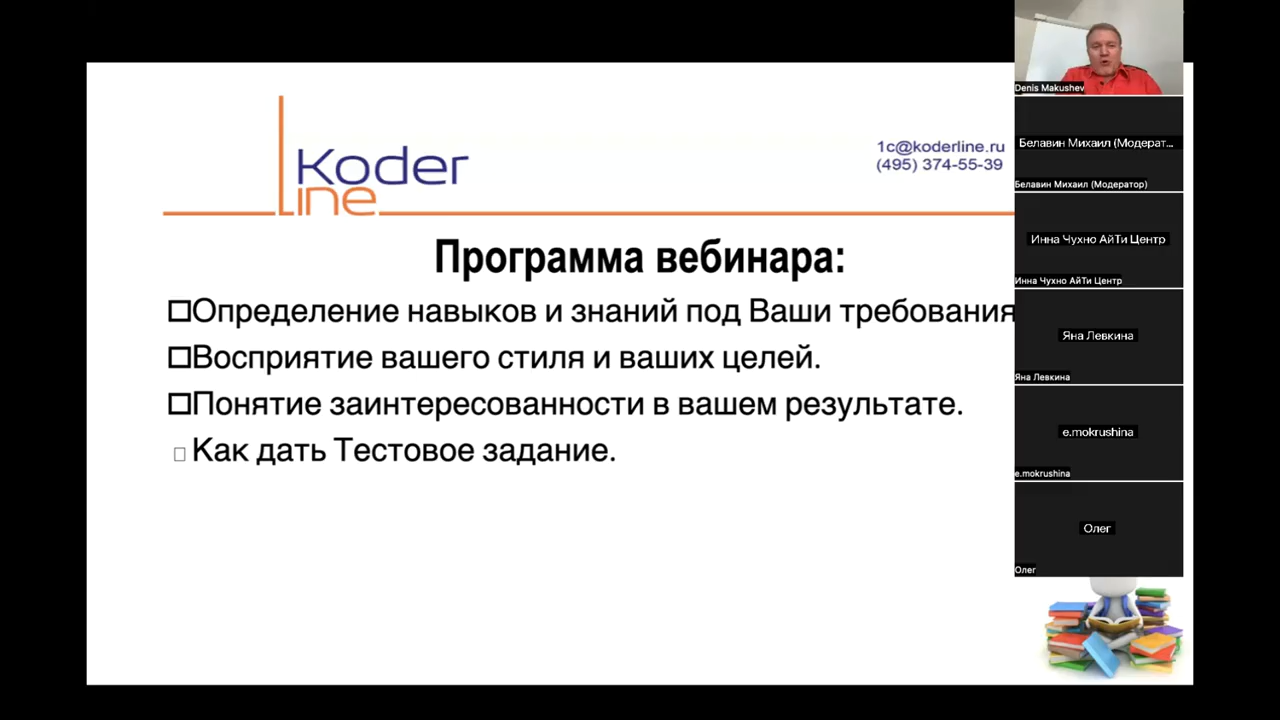 Koder
Line
1c@koderline.ru
(495) 374-55-39
Программа вебинара:
Определение навыков и знаний под Ваши требования
Восприятие вашего стиля и ваших целей.
Понятие заинтересованности в вашем результате.
Как дать Тестовое задание.
Denis Makushev
Белавин Михаил (Модерат...
Белавин Михаил (Модератор)
Инна Чухно АйТи Центр
Инна Чухно АйТи Центр
Яна Левкина
Яна Левкина
e.mokrushina
e.mokrushina
Олег
Олег